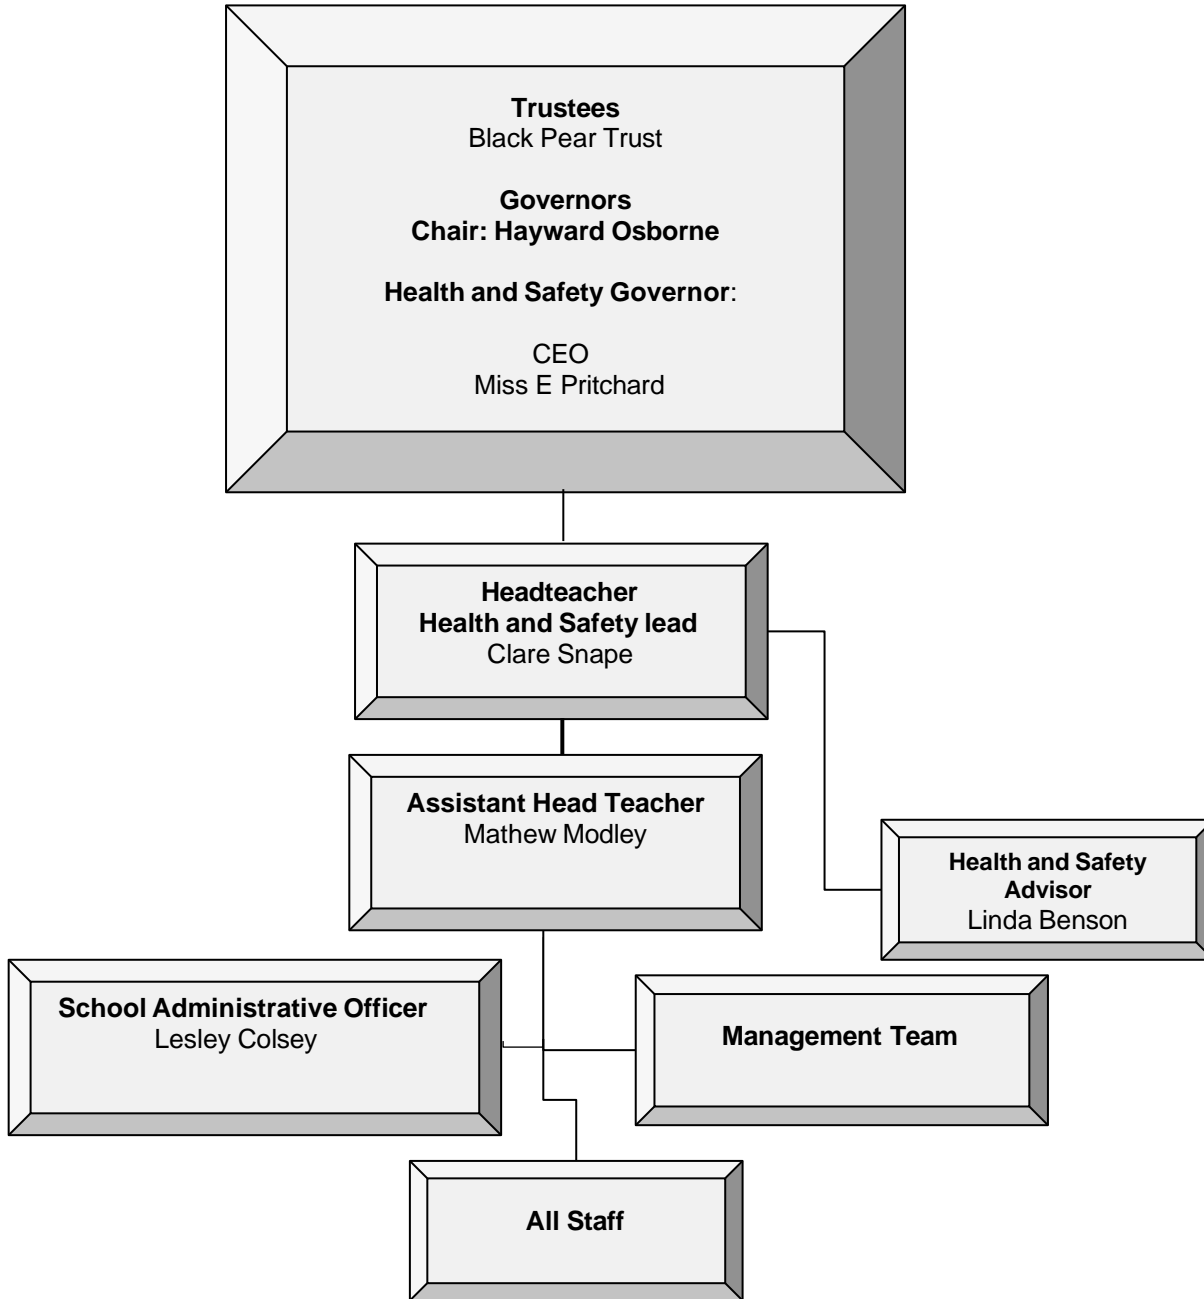 Trustees
Black Pear Trust
Governors
Chair: Hayward Osborne
Health and Safety Governor:
CEO
Miss E Pritchard
Headteacher
Health and Safety lead
Clare Snape
Assistant Head Teacher
Mathew Modley
Health and Safety
Advisor
Linda Benson
School Administrative Officer
Lesley Colsey
Management Team
All Staff